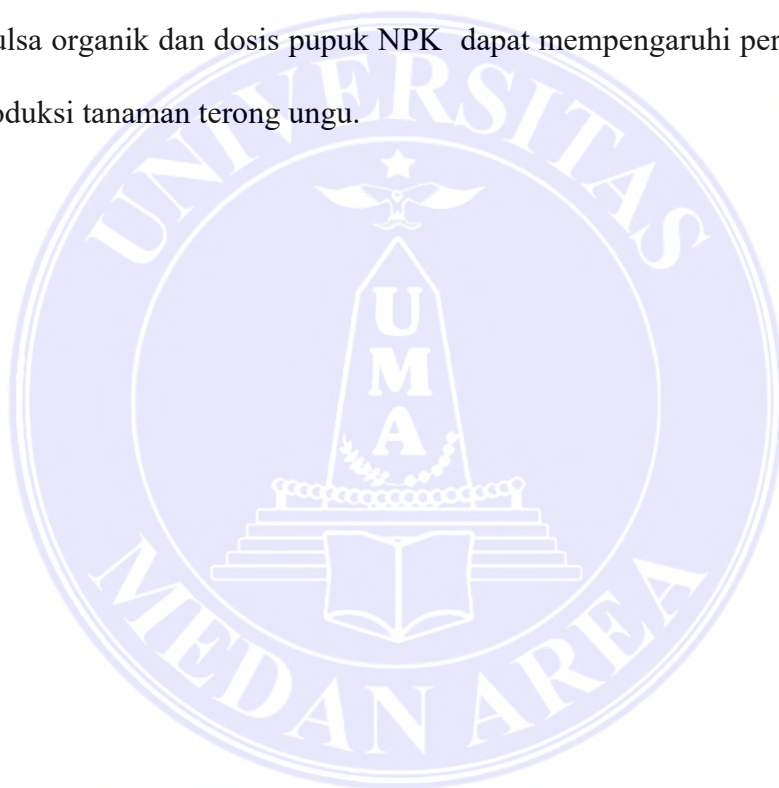 ulsa organik dan dosis pupuk NPK dapat mempengaruhi per
oduksi tanaman terong ungu.
UNIVERSITAS
U
M
A
MEDAN AREA